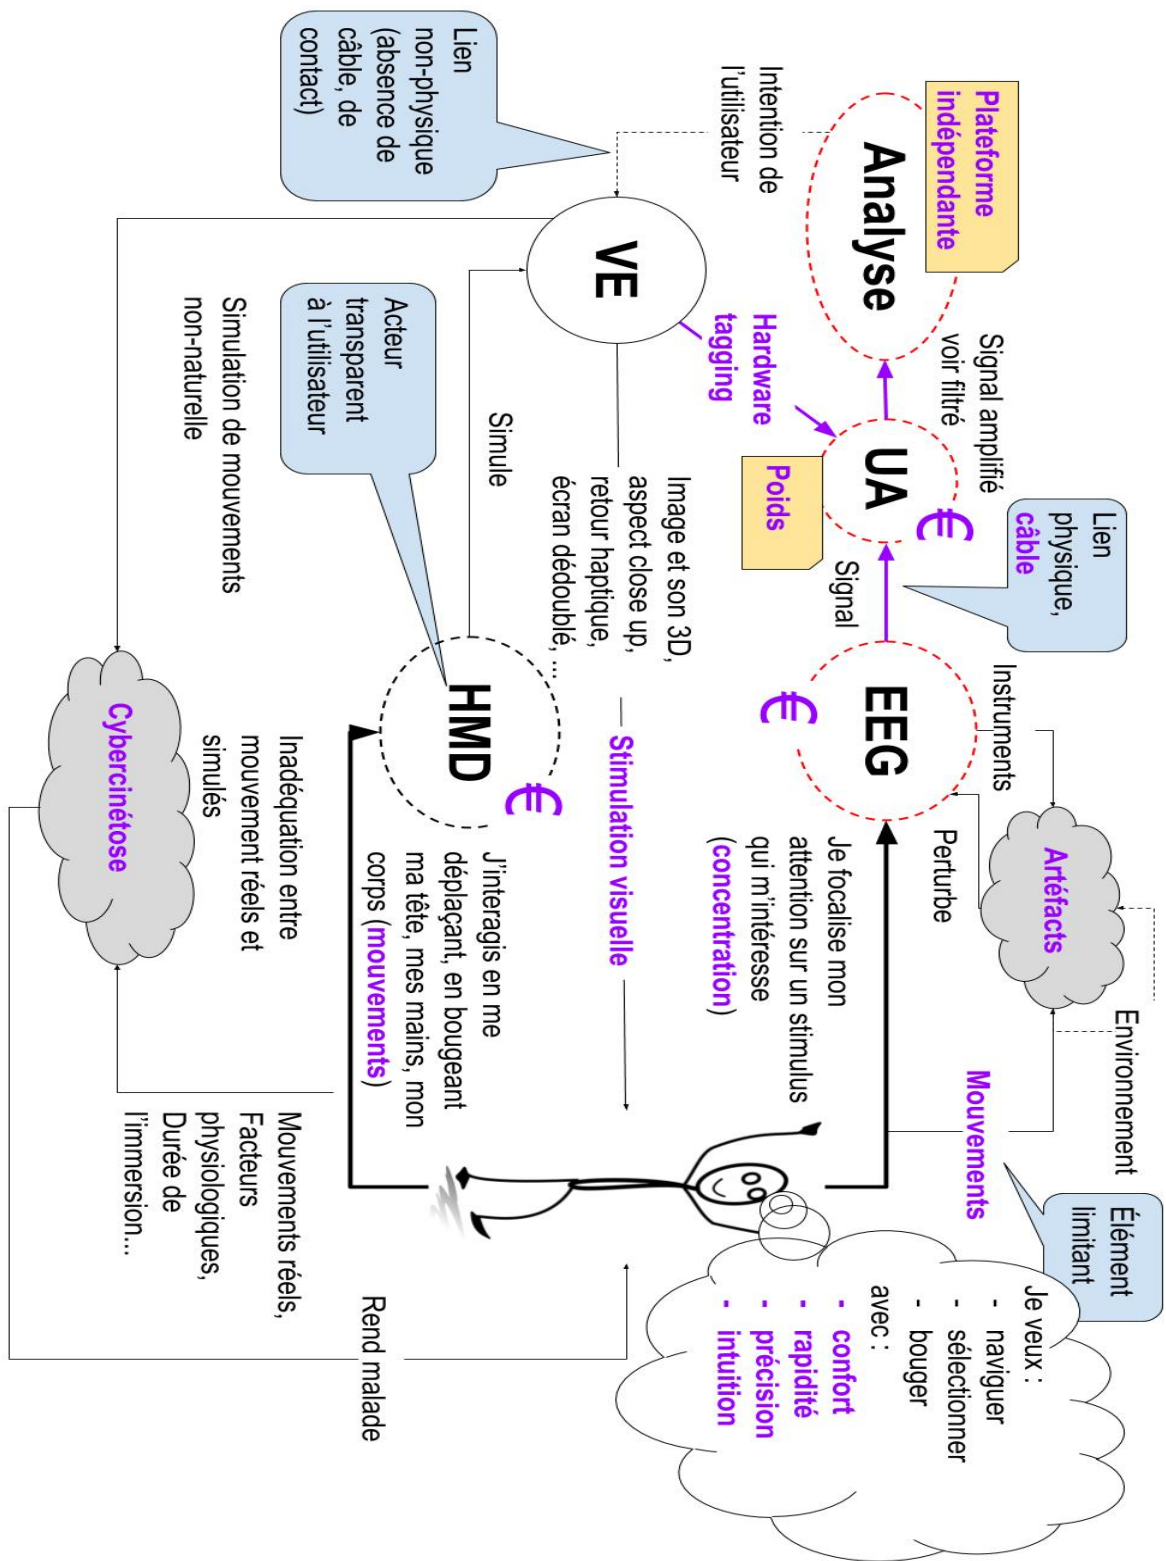 Plateforme
indépendante
Analyse
Signal amplifié
voir filtré
UA
€
Poids
Lien
physique,
câble
Signal
EEG
€
Instruments
Artéfacts
Perturbe
Environnement
Mouvements
Élément
limitant
Je focalise mon
attention sur un stimulus
qui m'intéresse
(concentration)
Je veux :
- naviguer
- sélectionner
- bouger
avec :
- confort
- rapidité
- précision
- intuition
Intention de
l'utilisateur
Hardware
tagging
Lien
non-physique
(absence de
câble, de
contact)
VE
Image et son 3D,
aspect close up,
retour haptique,
écran dédoublé,...
Stimulation visuelle
Simule
Acteur
transparent
à l'utilisateur
HMD
€
J'interagis en me
déplaçant, en bougeant
ma tête, mes mains, mon
corps (mouvements)
Simulation de mouvements
non-naturelle
Inadéquation entre
mouvement réels et
simulés
Cybercinétose
Mouvements réels,
Facteurs
physiologiques,
Durée de
l'immersion...
Rend malade